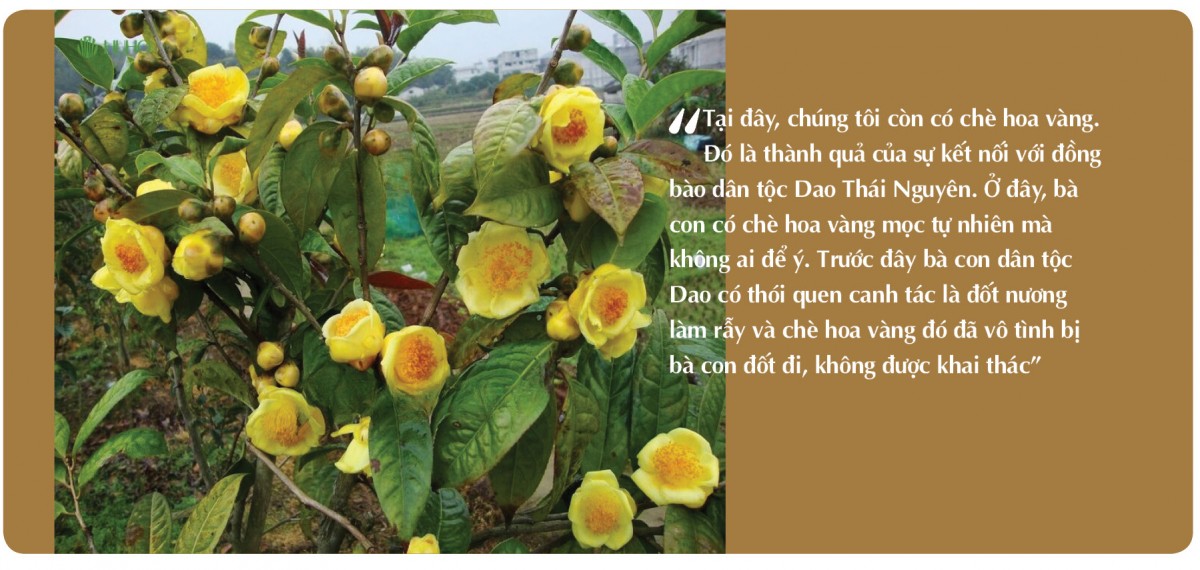 “Tại đây, chúng tôi còn có chè hoa vàng.
Đó là thành quả của sự kết nối với đồng
bào dân tộc Dao Thái Nguyên. Ở đây, bà
con có chè hoa vàng mọc tự nhiên mà
không ai để ý. Trước đây bà con dân tộc
Dao có thói quen canh tác là đốt nương
làm rẫy và chè hoa vàng đó đã vô tình bị
bà con đốt đi, không được khai thác”